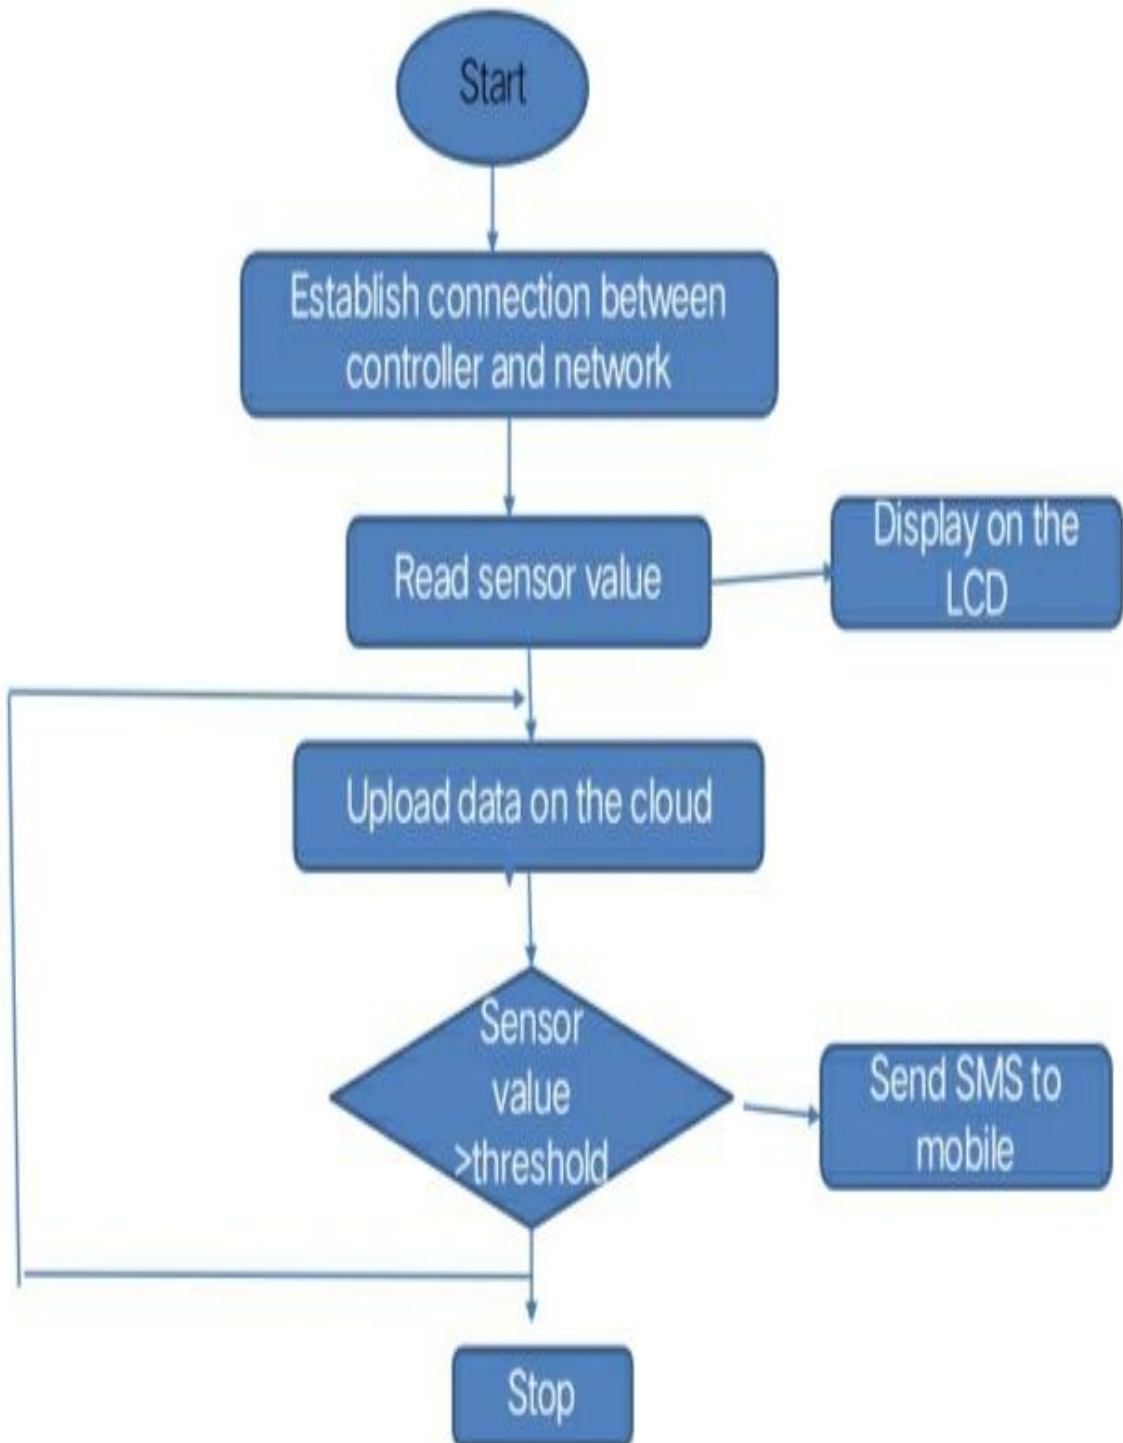 Start
Establish connection between
controller and network
Read sensor value
Display on the
LCD
Upload data on the cloud
Sensor
value
>threshold
Send SMS to
mobile
Stop